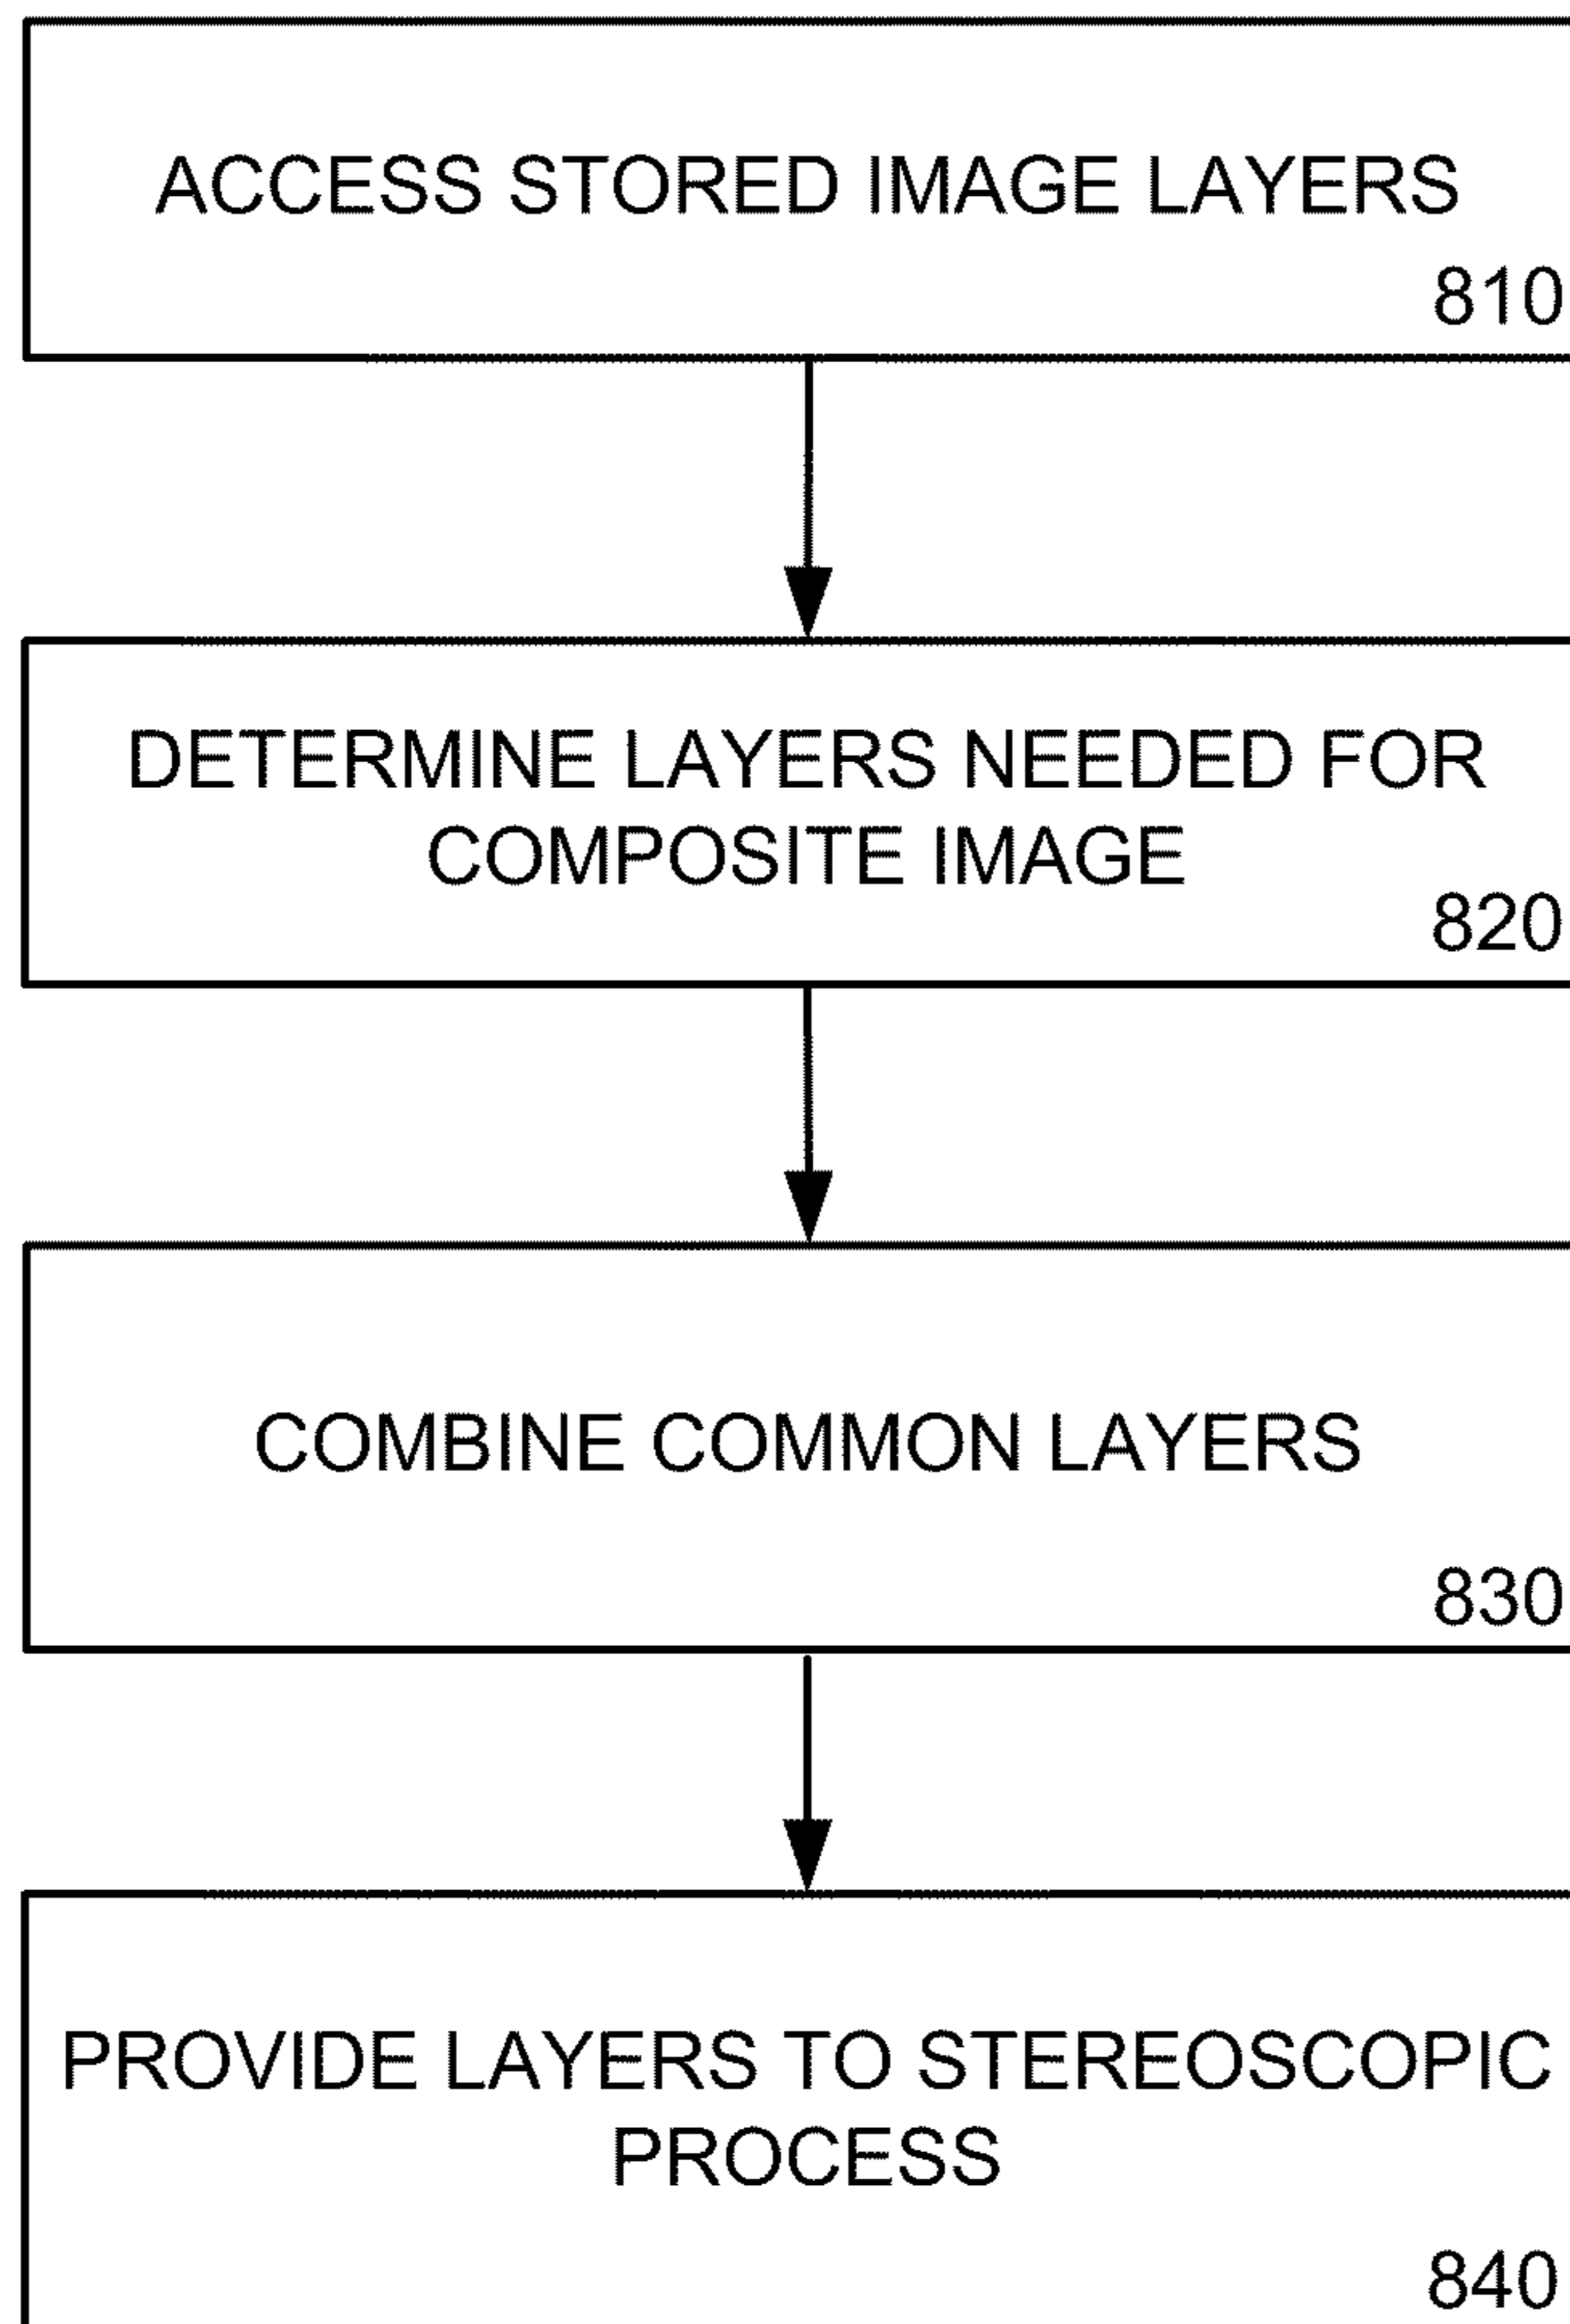 ACCESS STORED IMAGE LAYERS
810
DETERMINE LAYERS NEEDED FOR
COMPOSITE IMAGE
820
COMBINE COMMON LAYERS
830
PROVIDE LAYERS TO STEREOSCOPIC
PROCESS
840